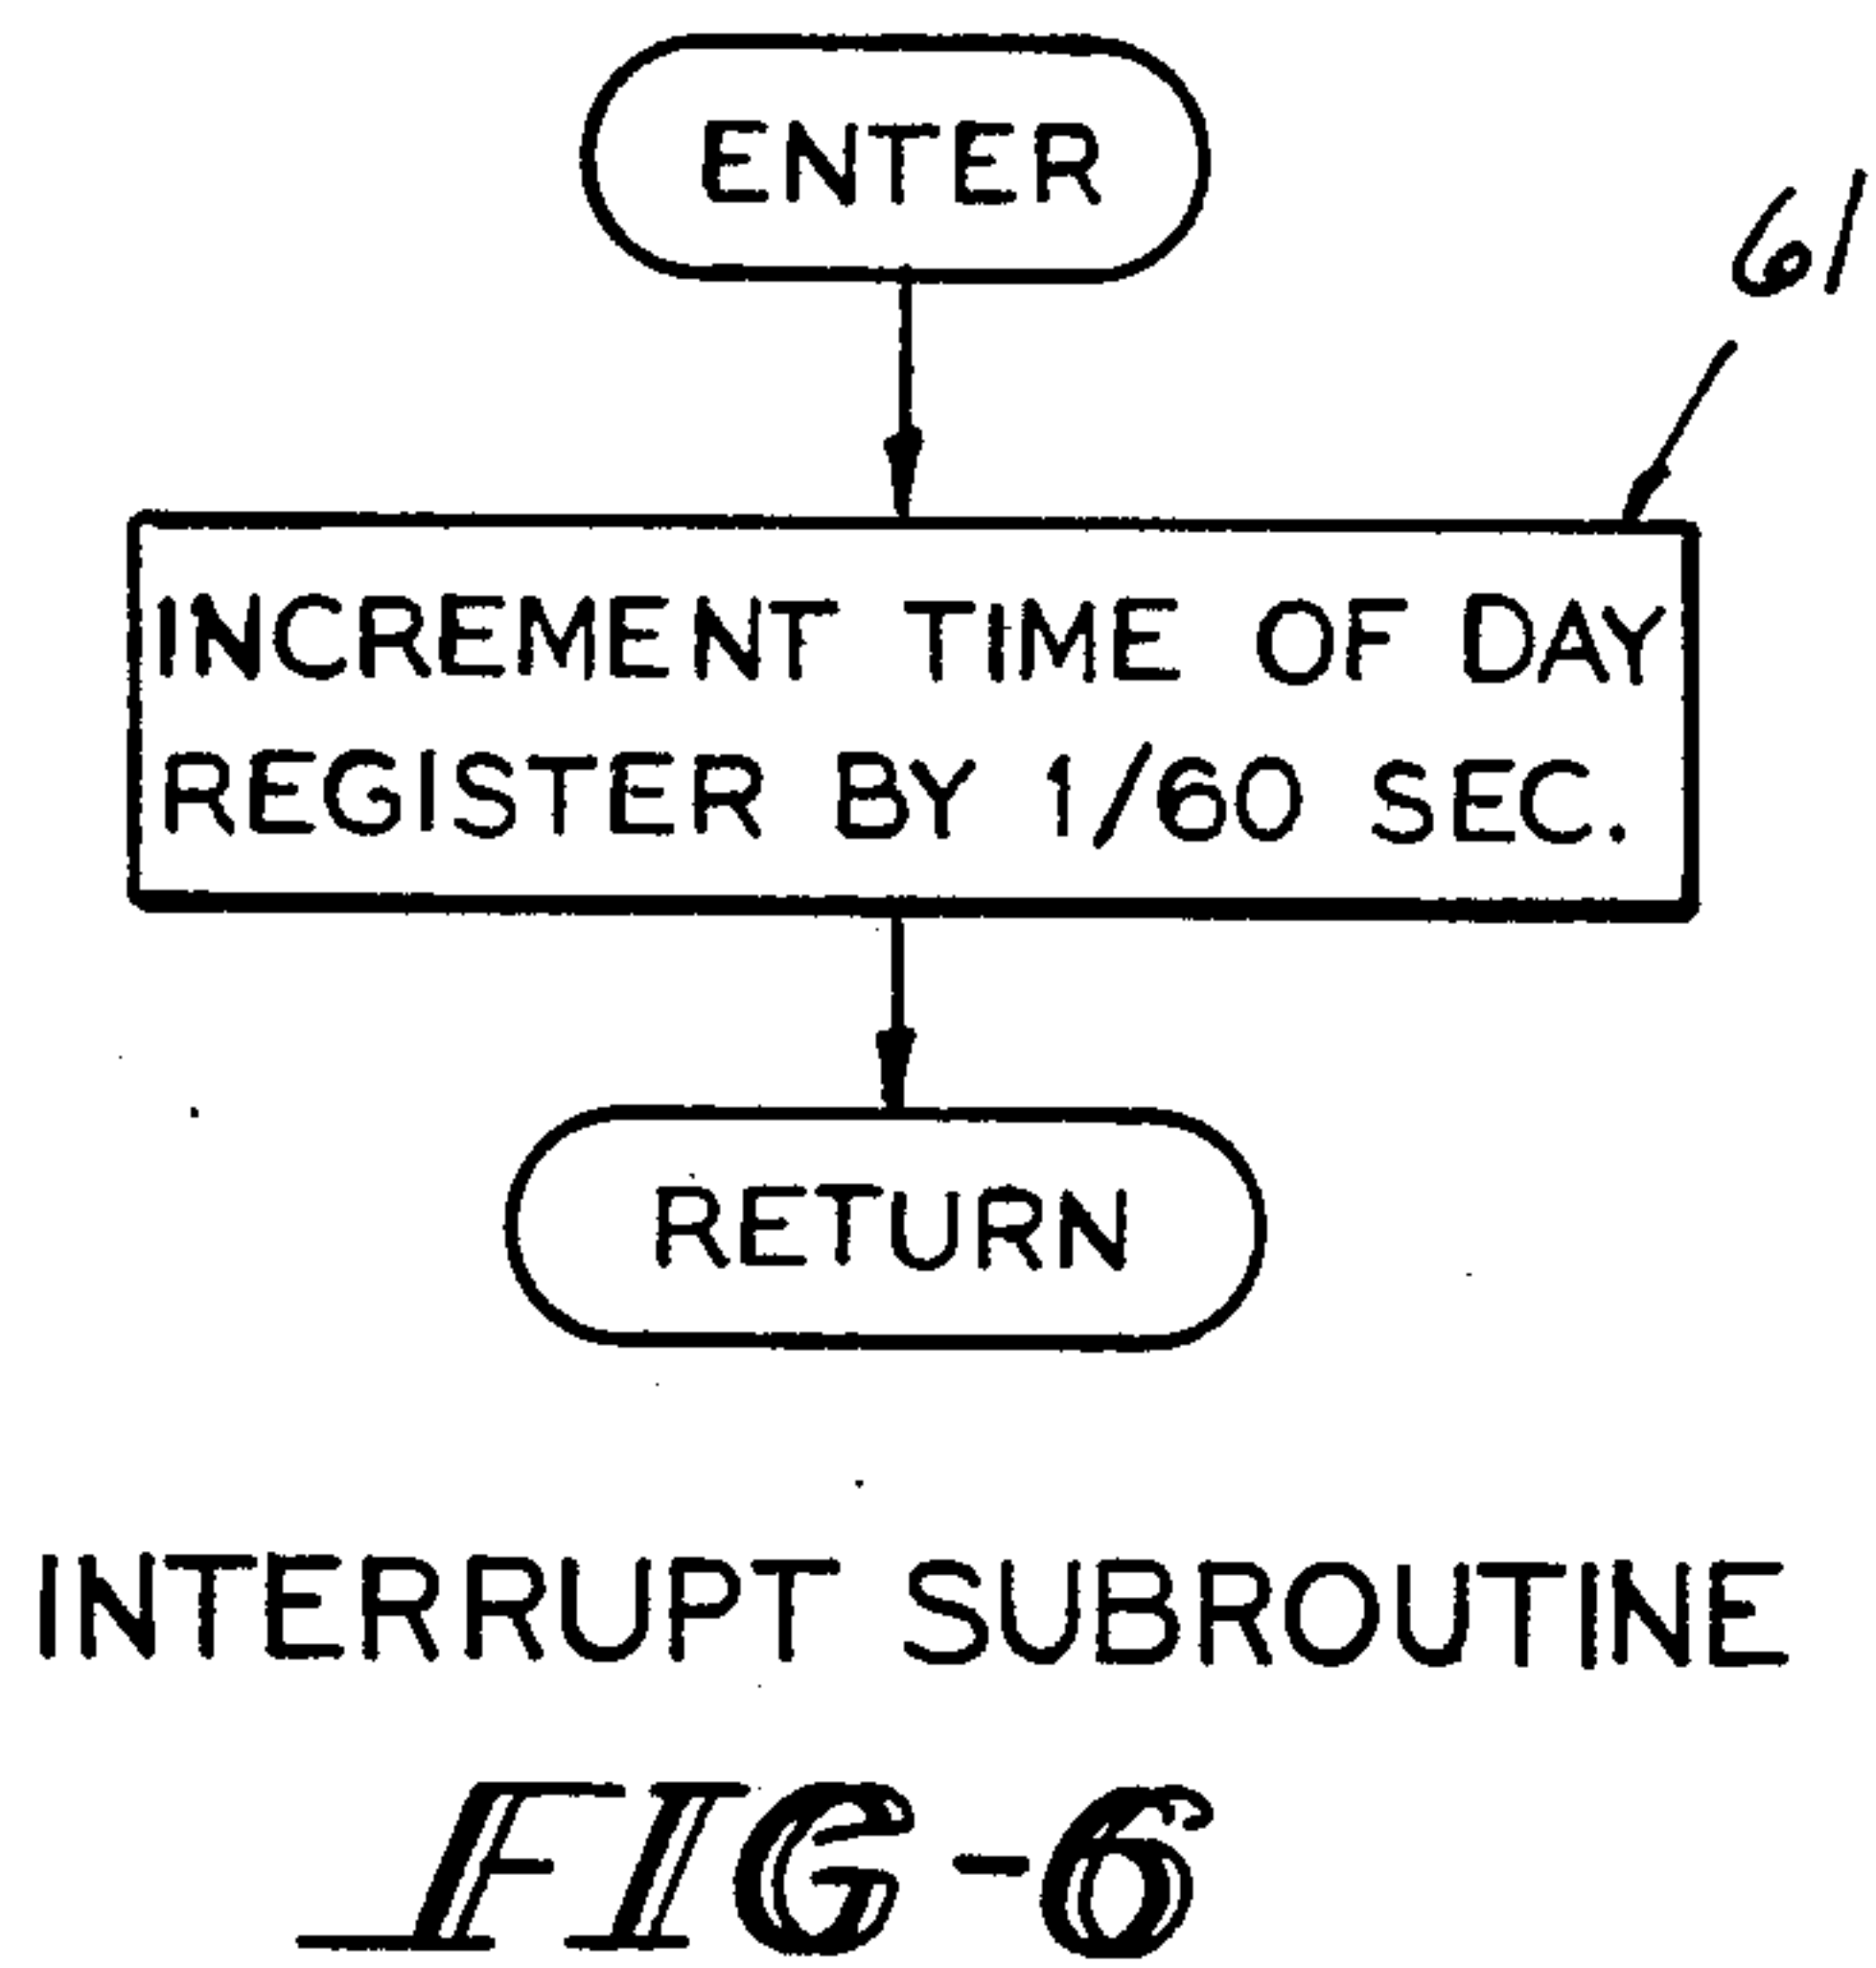 ENTER
61
INCREMENT TIME OF DAY
REGISTER BY 1/60 SEC.
RETURN
INTERRUPT SUBROUTINE
FIG-6